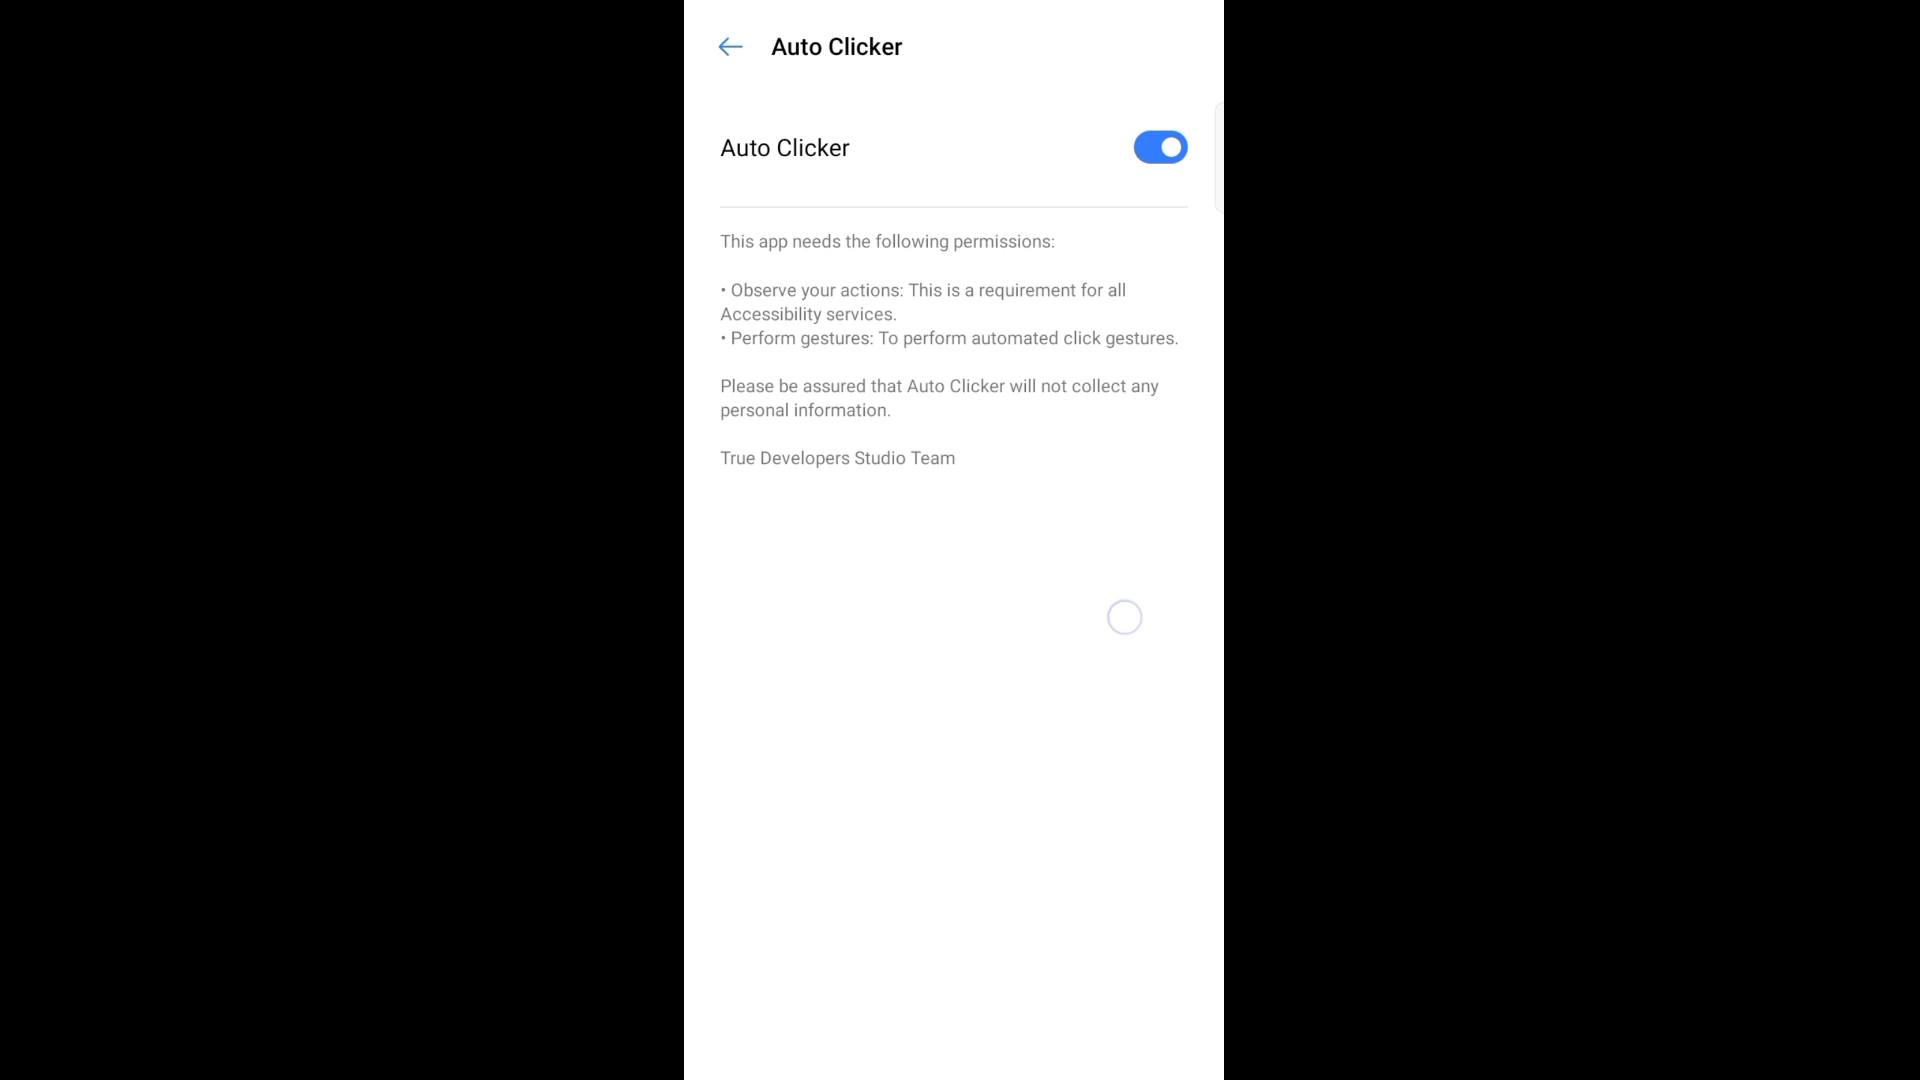 Auto Clicker
Auto Clicker
This app needs the following permissions:
• Observe your actions: This is a requirement for all
Accessibility services.
• Perform gestures: To perform automated click gestures.
Please be assured that Auto Clicker will not collect any
personal information.
True Developers Studio Team